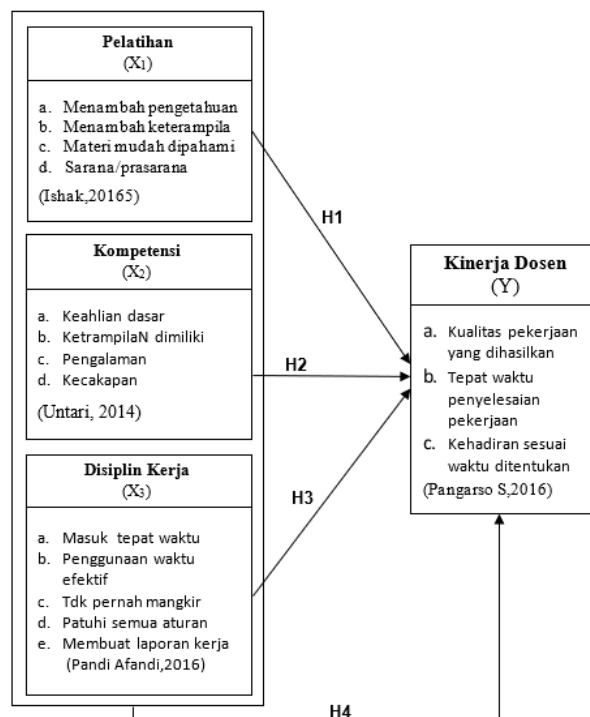 Pelatihan
(X1)
a. Menambah pengetahuan
b. Menambah keterampila
c. Materi mudah dipahami
d. Sarana/prasarana
(Ishak,20165)
H1
Kompetensi
(X2)
a. Keahlian dasar
b. KetrampilaN dimiliki
c. Pengalaman
d. Kecakapan
(Untari, 2014)
H2
Disiplin Kerja
(X3)
a. Masuk tepat waktu
b. Penggunaan waktu
efektif
c. Tdk pernah mangkir
d. Patuhi semua aturan
e. Membuat laporan kerja
(Pandi Afandi,2016)
H3
Kinerja Dosen
(Y)
a. Kualitas pekerjaan
yang dihasilkan
b. Tepat waktu
penyelesaian
pekerjaan
c. Kehadiran sesuai
waktu ditentukan
(Pangarso S,2016)
H4